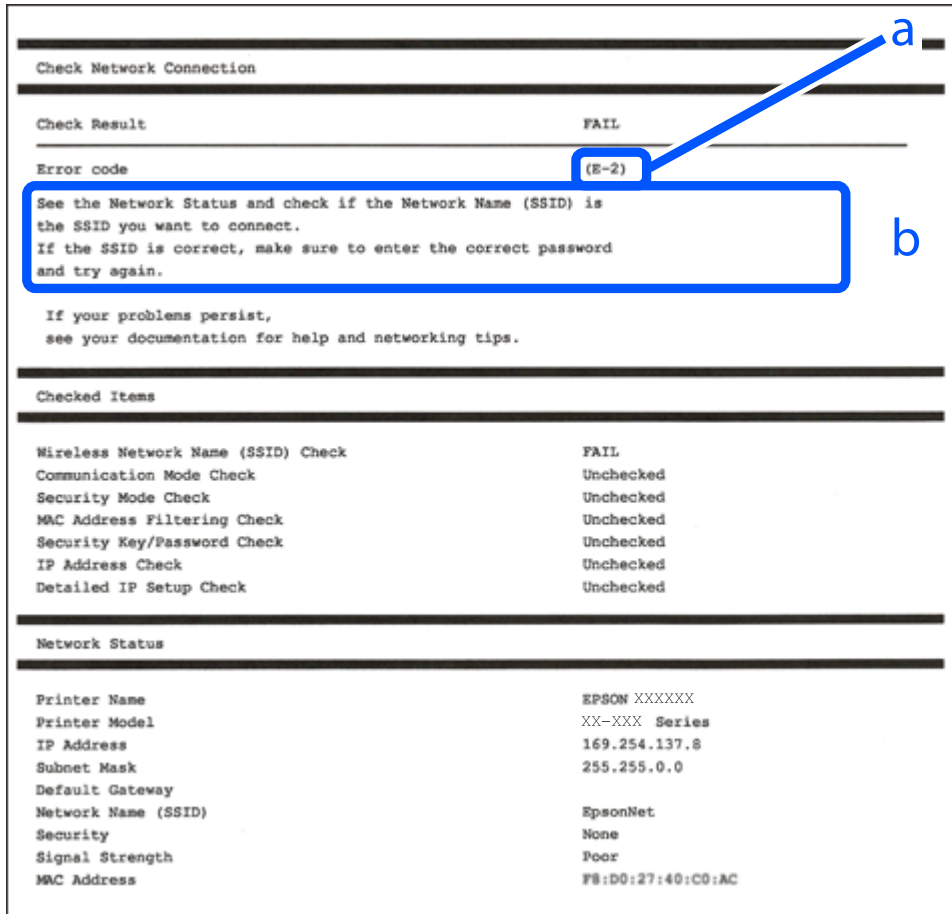 a
Check Network Connection
Check Result FAIL
Error code (E-2)
See the Network Status and check if the Network Name (SSID) is
the SSID you want to connect.
If the SSID is correct, make sure to enter the correct password
and try again.
b
If your problems persist,
see your documentation for help and networking tips.
Checked Items
Wireless Network Name (SSID) Check FAIL
Communication Mode Check Unchecked
Security Mode Check Unchecked
MAC Address Filtering Check Unchecked
Security Key/Password Check Unchecked
IP Address Check Unchecked
Detailed IP Setup Check Unchecked
Network Status
Printer Name EPSON XXXXXX
Printer Model XX-XXX Series
IP Address 169.254.137.8
Subnet Mask 255.255.0.0
Default Gateway
Network Name (SSID) EpsonNet
Security None
Signal Strength Poor
MAC Address F8:D0:27:40:C0:AC